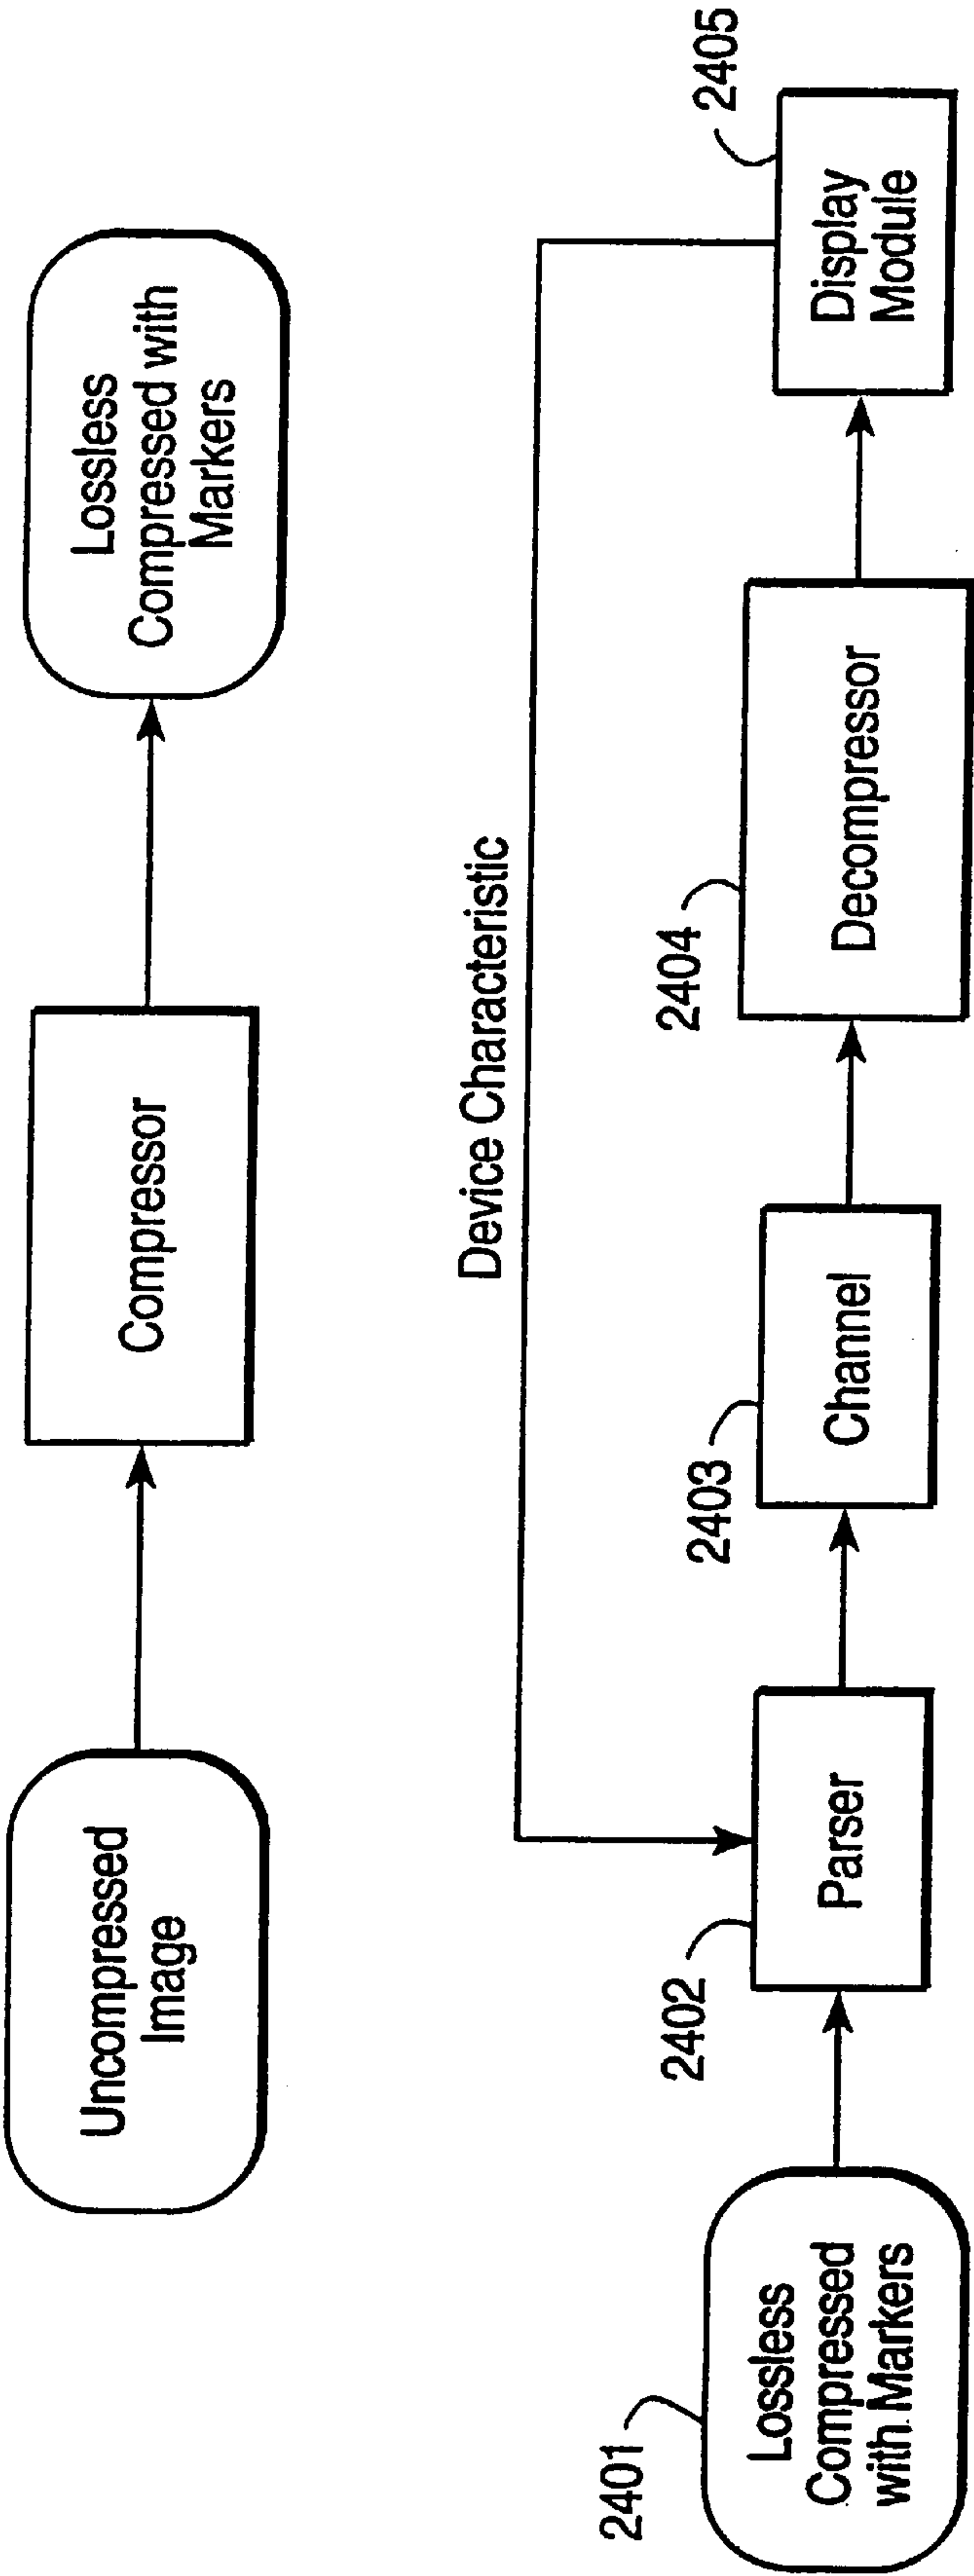 Uncompressed
Image
Compressor
Lossless
Compressed with
Markers
Device Characteristic
2401
Lossless
Compressed
with Markers
2402
Parser
2403
Channel
2404
Decompressor
2405
Display
Module